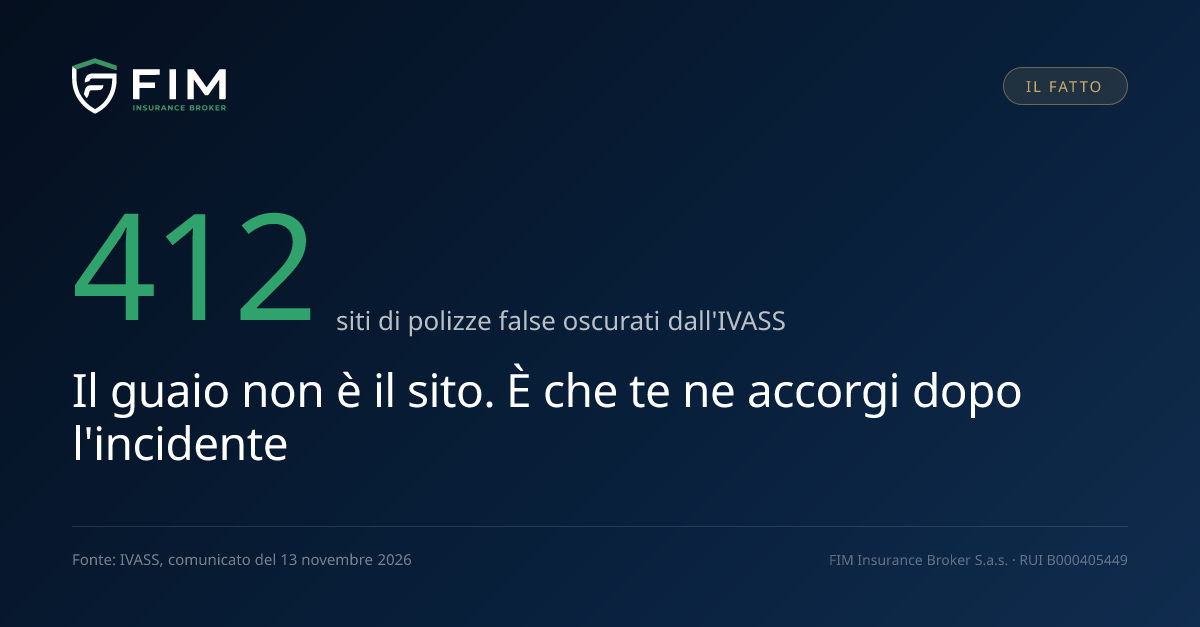 FIM
INSURANCE BROKER
IL FATTO
412
siti di polizze false oscurati dall'IVASS
Il guaio non è il sito. È che te ne accorgi dopo
l'incidente
Fonte: IVASS, comunicato del 13 novembre 2026
FIM Insurance Broker S.a.s. · RUI B000405449